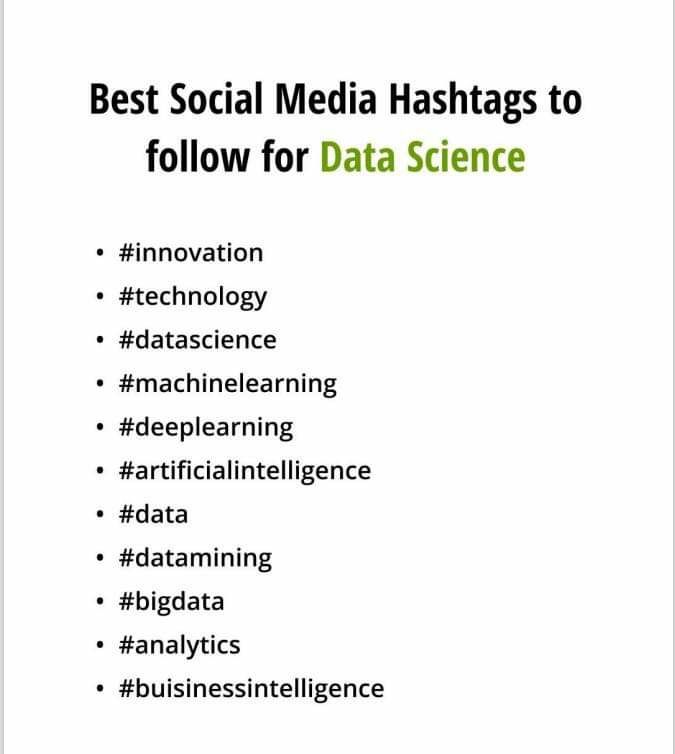 Best Social Media Hashtags to
follow for Data Science
• #innovation
• #technology
• #datascience
• #machinelearning
• #deeplearning
• #artificialintelligence
• #data
• #datamining
• #bigdata
• #analytics
• #buisinessintelligence